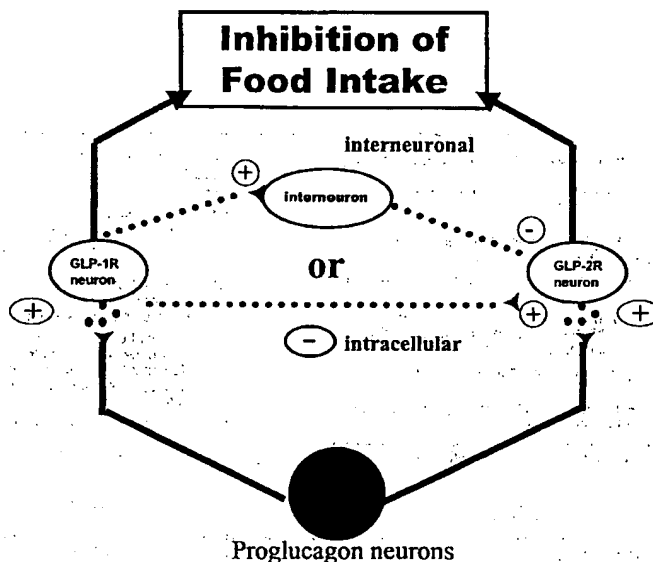 Inhibition of
Food Intake
interneuronal
+
interneuron
-
GLP-1R
neuron
or
GLP-2R
neuron
+
+
+
- intracellular
Proglucagon neurons